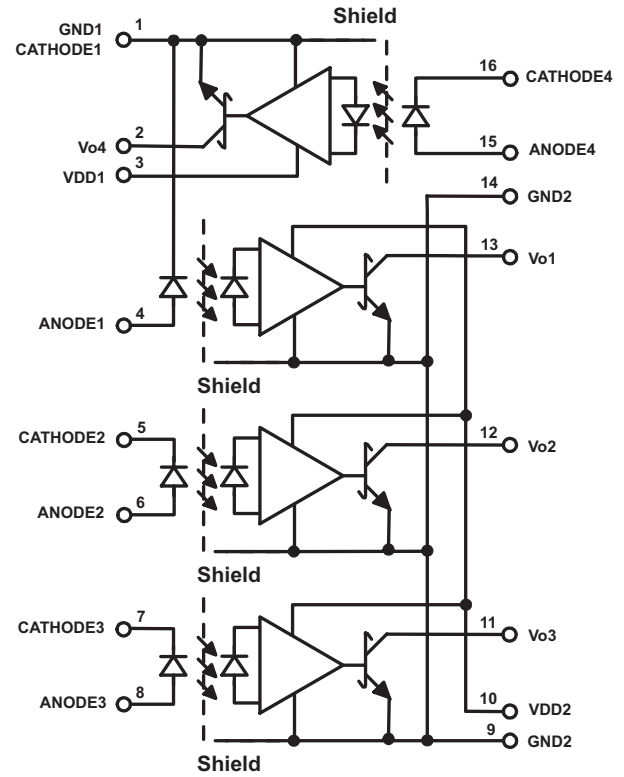 Shield
GND1 1
CATHODE1
16 CATHODE4
2
Vo4
3
VDD1
15 ANODE4
14 GND2
13 Vo1
ANODE1 4
Shield
CATHODE2 5
12 Vo2
ANODE2 6
Shield
CATHODE3 7
11 Vo3
ANODE3 8
10 VDD2
9 GND2
Shield